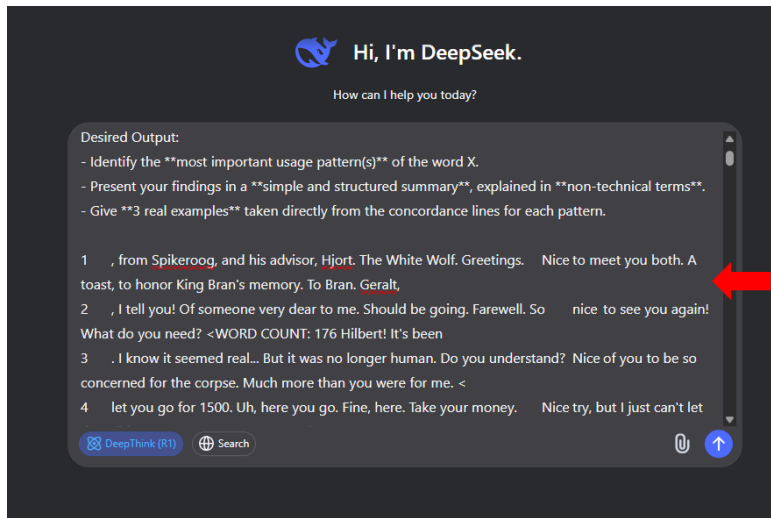 Hi, I'm DeepSeek.
How can I help you today?
Desired Output:
- Identify the **most important usage pattern(s)** of the word X.
- Present your findings in a **simple and structured summary**, explained in **non-technical terms**.
- Give **3 real examples** taken directly from the concordance lines for each pattern.
1 , from Spikeroog, and his advisor, Hjort. The White Wolf. Greetings. Nice to meet you both. A
toast, to honor King Bran's memory. To Bran. Geralt,
2 , I tell you! Of someone very dear to me. Should be going. Farewell. So nice to see you again!
What do you need? <WORD COUNT: 176 Hilbert! It's been
3 . I know it seemed real... But it was no longer human. Do you understand? Nice of you to be so
concerned for the corpse. Much more than you were for me. <
4 let you go for 1500. Uh, here you go. Fine, here. Take your money. Nice try, but I just can't let
DeepThink (R1) Search